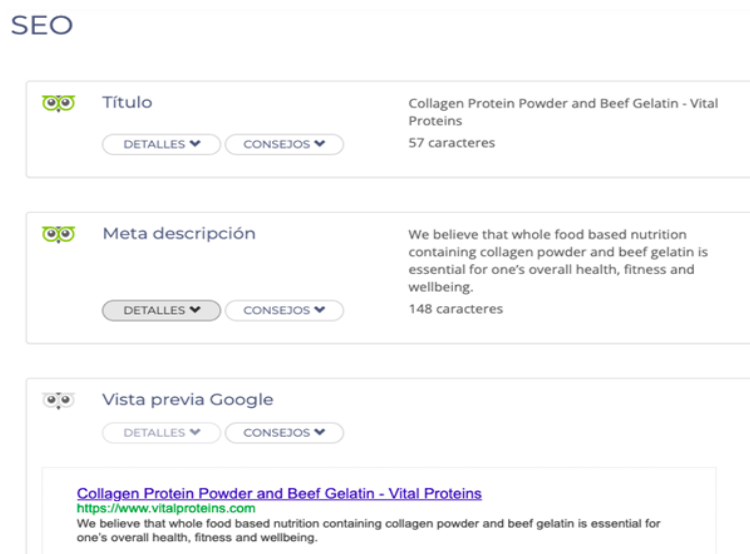 SEO
Título
Collagen Protein Powder and Beef Gelatin - Vital
Proteins
DETALLES
CONSEJOS
57 caracteres
Meta descripción
We believe that whole food based nutrition
containing collagen powder and beef gelatin is
essential for one's overall health, fitness and
wellbeing.
DETALLES
CONSEJOS
148 caracteres
Vista previa Google
DETALLES
CONSEJOS
Collagen Protein Powder and Beef Gelatin - Vital Proteins
https://www.vitalproteins.com
We believe that whole food based nutrition containing collagen powder and beef gelatin is essential for
one's overall health, fitness and wellbeing.